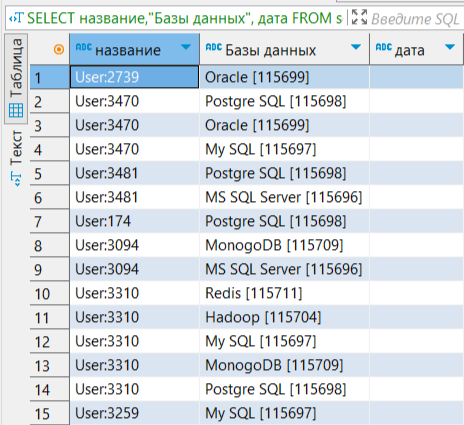 SELECT название,"Базы данных", дата FROM s Введите SQL
название Базы данных дата
Таблица
Текст
1 User:2739 Oracle [115699]
2 User:3470 Postgre SQL [115698]
3 User:3470 Oracle [115699]
4 User:3470 My SQL [115697]
5 User:3481 Postgre SQL [115698]
6 User:3481 MS SQL Server [115696]
7 User:174 Postgre SQL [115698]
8 User:3094 MonogoDB [115709]
9 User:3094 MS SQL Server [115696]
10 User:3310 Redis [115711]
11 User:3310 Hadoop [115704]
12 User:3310 My SQL [115697]
13 User:3310 MonogoDB [115709]
14 User:3310 Postgre SQL [115698]
15 User:3259 My SQL [115697]